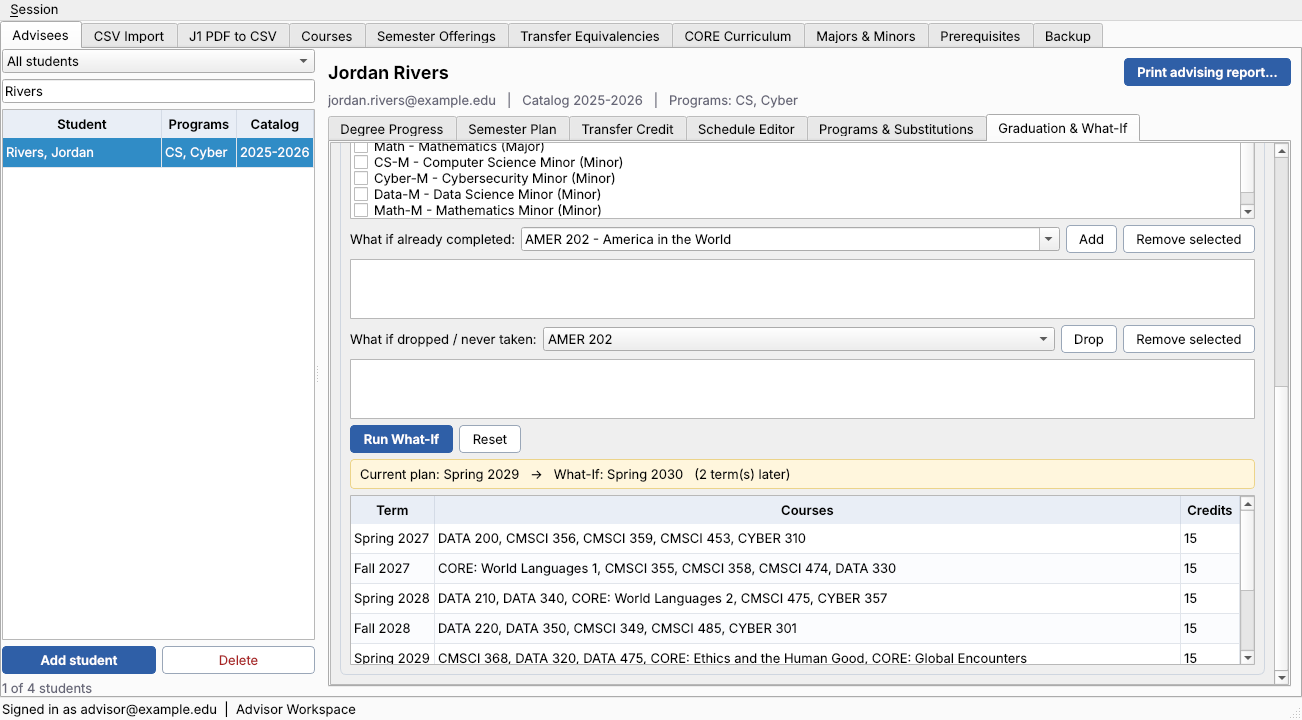 Session
Advisees CSV Import J1 PDF to CSV Courses Semester Offerings Transfer Equivalencies CORE Curriculum Majors & Minors Prerequisites Backup
All students
Rivers
Student Programs Catalog
Rivers, Jordan CS, Cyber 2025-2026
Add student Delete
1 of 4 students
Jordan Rivers
Print advising report...
jordan.rivers@example.edu | Catalog 2025-2026 | Programs: CS, Cyber
Degree Progress Semester Plan Transfer Credit Schedule Editor Programs & Substitutions Graduation & What-If
Math - Mathematics (Major)
CS-M - Computer Science Minor (Minor)
Cyber-M - Cybersecurity Minor (Minor)
Data-M - Data Science Minor (Minor)
Math-M - Mathematics Minor (Minor)
What if already completed: AMER 202 - America in the World Add Remove selected
What if dropped / never taken: AMER 202 Drop Remove selected
Run What-If Reset
Current plan: Spring 2029 → What-If: Spring 2030 (2 term(s) later)
Term Courses Credits
Spring 2027 DATA 200, CMSCI 356, CMSCI 359, CMSCI 453, CYBER 310 15
Fall 2027 CORE: World Languages 1, CMSCI 355, CMSCI 358, CMSCI 474, DATA 330 15
Spring 2028 DATA 210, DATA 340, CORE: World Languages 2, CMSCI 475, CYBER 357 15
Fall 2028 DATA 220, DATA 350, CMSCI 349, CMSCI 485, CYBER 301 15
Spring 2029 CMSCI 368, DATA 320, DATA 475, CORE: Ethics and the Human Good, CORE: Global Encounters 15
Signed in as advisor@example.edu | Advisor Workspace